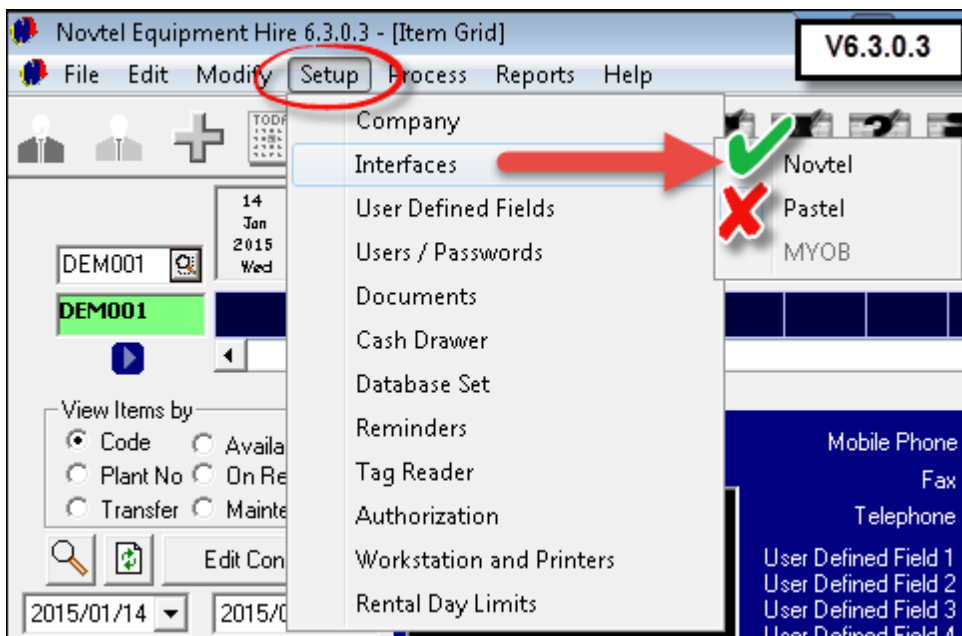 Novtel Equipment Hire 6.3.0.3 - [Item Grid]
V6.3.0.3
File Edit Modify Setup Process Reports Help
Company
Interfaces
User Defined Fields
Users / Passwords
Documents
Cash Drawer
Database Set
Reminders
Tag Reader
Authorization
Workstation and Printers
Rental Day Limits
Novtel
Pastel
MYOB
14
Jan
2015
Wed
DEM001
DEM001
View Items by
Code
Plant No
Transfer
Edit
2015/01/14
Mobile Phone
Fax
Telephone
User Defined Field 1
User Defined Field 2
User Defined Field 3
User Defined Field 4